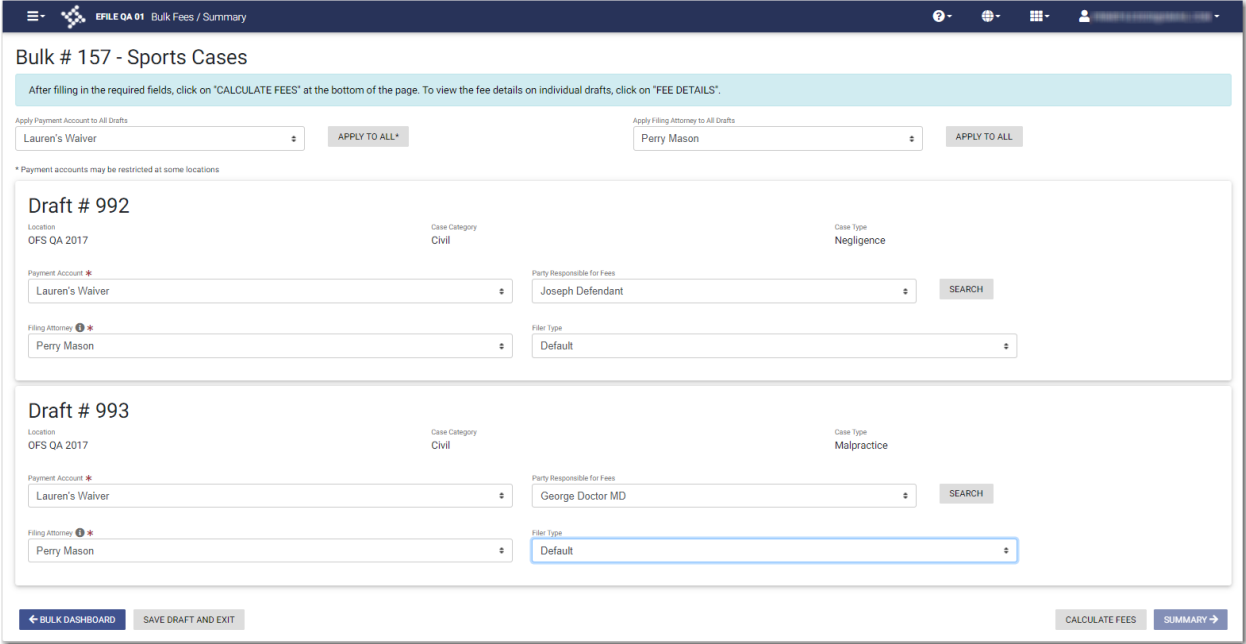 EFILE QA 01 Bulk Fees / Summary
Bulk # 157 - Sports Cases
After filling in the required fields, click on "CALCULATE FEES" at the bottom of the page. To view the fee details on individual drafts, click on "FEE DETAILS".
Apply Payment Account to All Drafts Apply Filing Attorney to All Drafts
Lauren's Waiver APPLY TO ALL* Perry Mason APPLY TO ALL
* Payment accounts may be restricted at some locations
Draft # 992
Location Case Category Case Type
OFS QA 2017 Civil Negligence
Payment Account * Party Responsible for Fees
Lauren's Waiver Joseph Defendant SEARCH
Filing Attorney * Filer Type
Perry Mason Default
Draft # 993
Location Case Category Case Type
OFS QA 2017 Civil Malpractice
Payment Account * Party Responsible for Fees
Lauren's Waiver George Doctor MD SEARCH
Filing Attorney * Filer Type
Perry Mason Default
← BULK DASHBOARD SAVE DRAFT AND EXIT CALCULATE FEES SUMMARY →